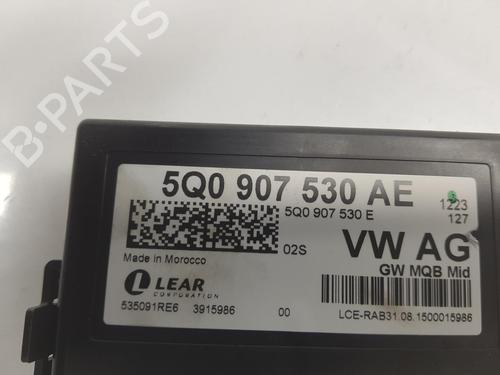 B-PARTS
5Q0 907 530 AE
1223
5Q0 907 530 E
127
02S
VW AG
GW MQB Mid
Made in Morocco
LEAR
CORPORATION
535091RE6 3915986 00
LCE-RAB31.08.1500015986